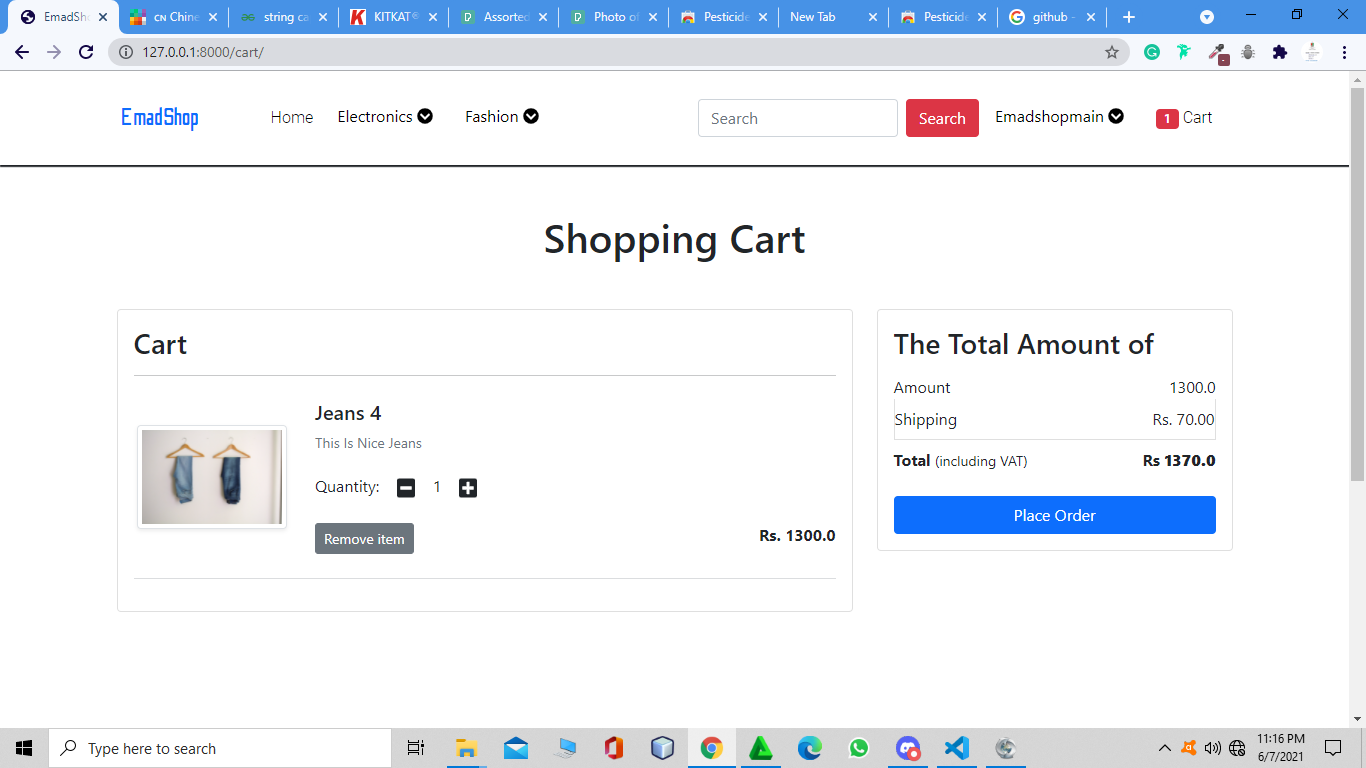 EmadSho
CN Chine
string ca
KITKAT®
Assorted
Photo of
Pesticide
New Tab
Pesticide
github -
127.0.0.1:8000/cart/
EmadShop
Home
Electronics
Fashion
Search
Search
Emadshopmain
1 Cart
Shopping Cart
Cart
Jeans 4
This Is Nice Jeans
Quantity: 1
Remove item
Rs. 1300.0
The Total Amount of
Amount 1300.0
Shipping Rs. 70.00
Total (including VAT) Rs 1370.0
Place Order
Type here to search
11:16 PM
6/7/2021